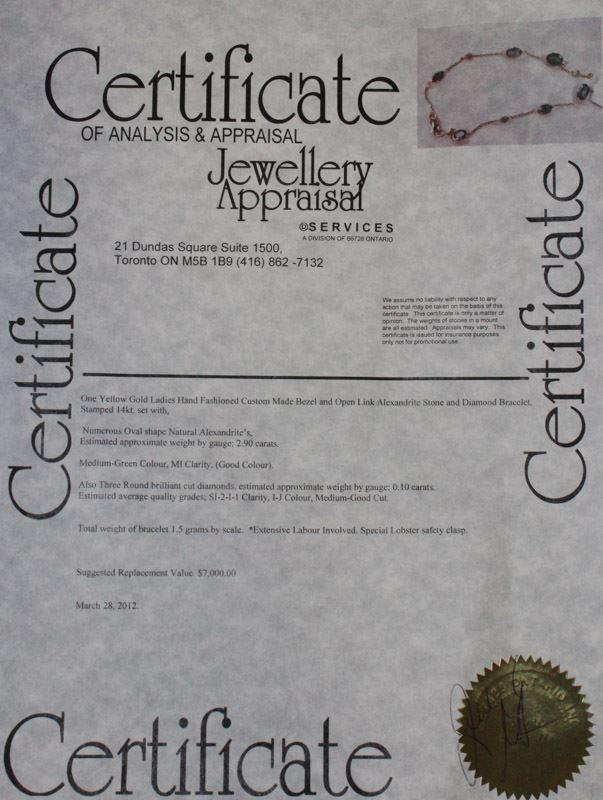 Certificate
OF ANALYSIS & APPRAISAL
Jewellery
Appraisal
SERVICES
A DIVISION OF 86728 ONTARIO
21 Dundas Square Suite 1500,
Toronto ON M5B 1B9 (416) 862 -7132
We assume no liability with respect to any
action that may be taken on the basis of this
certificate. This certificate is only a matter of
opinion. The weights of stones in a mount
are all estimated. Appraisals may vary. This
certificate is issued for insurance purposes
only not for promotional use.
Certificate
Certificate
One Yellow Gold Ladies Hand Fashioned Custom Made Bezel and Open Link Alexandrite Stone and Diamond Bracelet.
Stamped 14kt. set with,
Numerous Oval shape Natural Alexandrite's,
Estimated approximate weight by gauge; 2.90 carats.
Medium-Green Colour, MI Clarity, (Good Colour).
Also Three Round brilliant cut diamonds, estimated approximate weight by gauge; 0.10 carats.
Estimated average quality grades; SI-2-I-1 Clarity, I-J Colour, Medium-Good Cut.
Total weight of bracelet 1.5 grams by scale. *Extensive Labour Involved. Special Lobster safety clasp.
Suggested Replacement Value $7,000.00
March 28, 2012.
Certificate